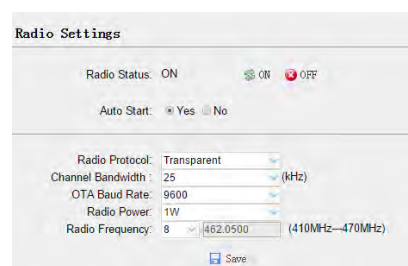 Radio Settings
Radio Status: ON ON OFF
Auto Start: Yes No
Radio Protocol: Transparent
Channel Bandwidth : 25 (kHz)
OTA Baud Rate: 9600
Radio Power: 1W
Radio Frequency: 8 462.0500 (410MHz—470MHz)
Save